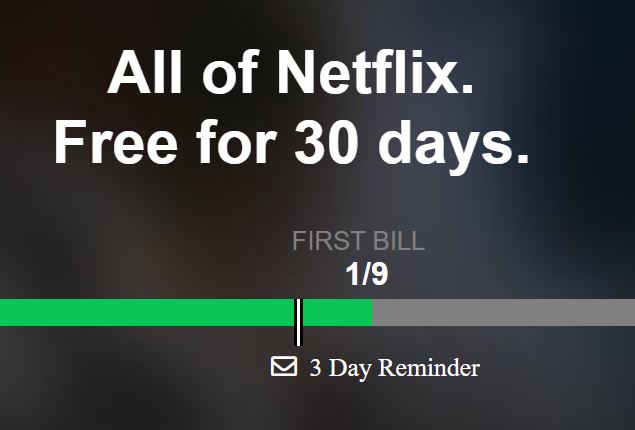 All of Netflix.
Free for 30 days.
FIRST BILL
1/9
3 Day Reminder